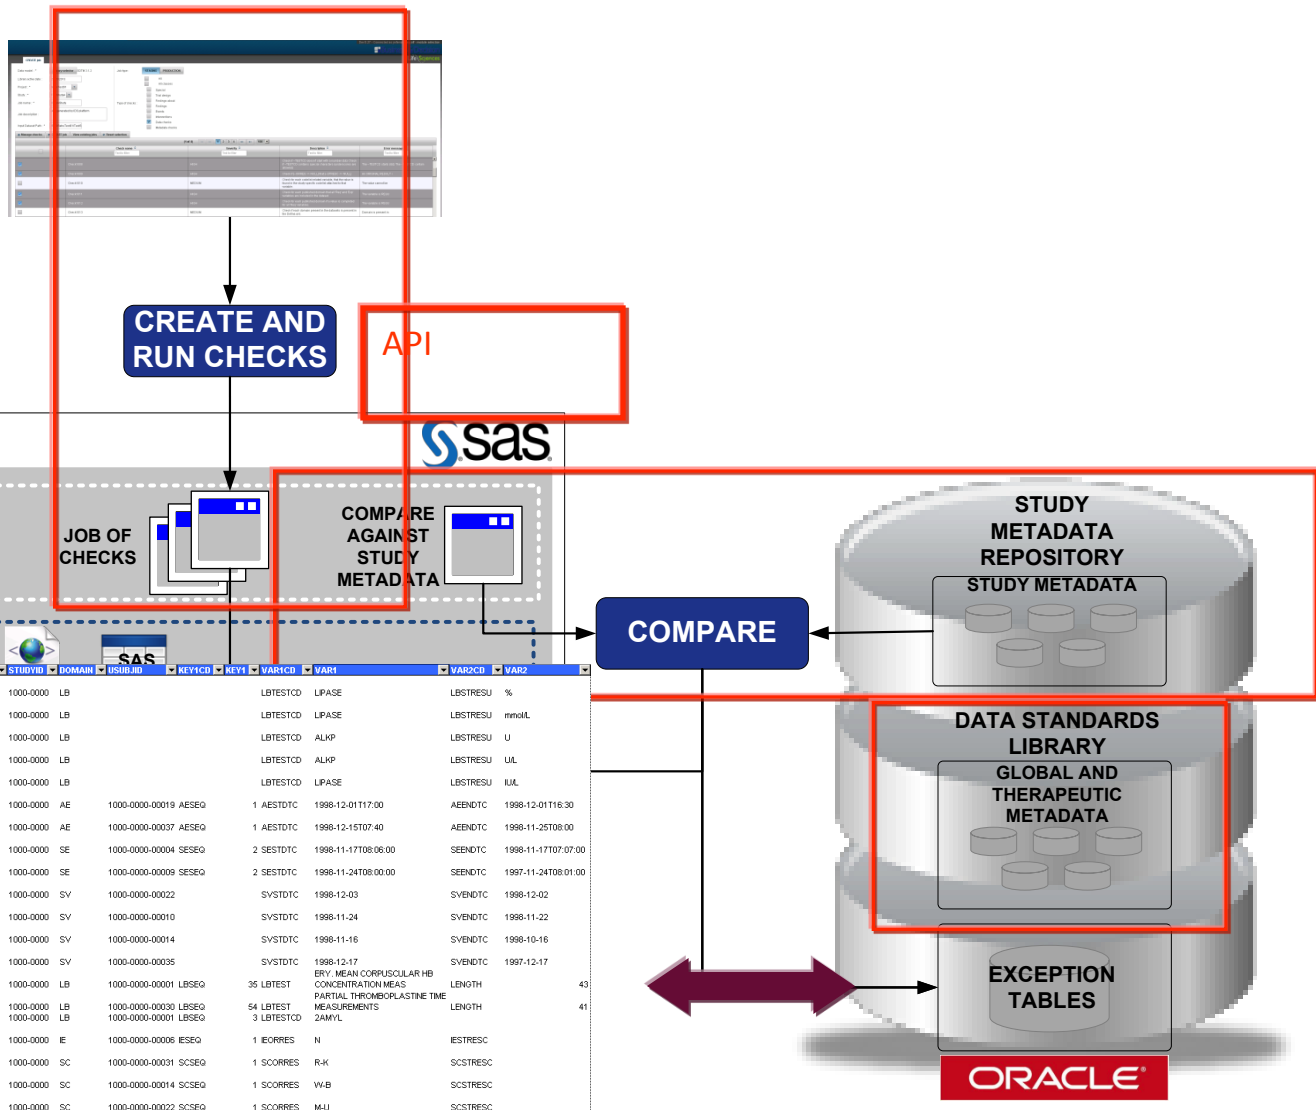 CREATE AND
RUN CHECKS
API
sas
JOB OF
CHECKS
COMPARE
AGAINST
STUDY
METADATA
SAS
COMPARE
STUDY
METADATA
REPOSITORY
STUDY METADATA
DATA STANDARDS
LIBRARY
GLOBAL AND
THERAPEUTIC
METADATA
EXCEPTION
TABLES
ORACLE
STUDYID DOMAIN USUBJID KEY1CD KEY1 VAR1CD VAR1 VAR2CD VAR2
1000-0000 LB LBTESTCD LIPASE LBSTRESU %
1000-0000 LB LBTESTCD LIPASE LBSTRESU mmol/L
1000-0000 LB LBTESTCD ALKP LBSTRESU U
1000-0000 LB LBTESTCD ALKP LBSTRESU U/L
1000-0000 LB LBTESTCD LIPASE LBSTRESU IU/L
1000-0000 AE 1000-0000-00019 AESEQ 1 AESTDTC 1998-12-01T17:00 AEENDTC 1998-12-01T16:30
1000-0000 AE 1000-0000-00037 AESEQ 1 AESTDTC 1998-12-15T07:40 AEENDTC 1998-11-25T08:00
1000-0000 SE 1000-0000-00004 SESEQ 2 SESTDTC 1998-11-17T08:06:00 SEENDTC 1998-11-17T07:07:00
1000-0000 SE 1000-0000-00009 SESEQ 2 SESTDTC 1998-11-24T08:00:00 SEENDTC 1997-11-24T08:01:00
1000-0000 SV 1000-0000-00022 SVSTDTC 1998-12-03 SVENDTC 1998-12-02
1000-0000 SV 1000-0000-00010 SVSTDTC 1998-11-24 SVENDTC 1998-11-22
1000-0000 SV 1000-0000-00014 SVSTDTC 1998-11-16 SVENDTC 1998-10-16
1000-0000 SV 1000-0000-00035 SVSTDTC 1998-12-17 SVENDTC 1997-12-17
ERY. MEAN CORPUSCULAR HB
1000-0000 LB 1000-0000-00001 LBSEQ 35 LBTEST CONCENTRATION MEAS LENGTH 43
PARTIAL THROMBOPLASTINE TIME
1000-0000 LB 1000-0000-00030 LBSEQ 54 LBTEST MEASUREMENTS LENGTH 41
1000-0000 LB 1000-0000-00001 LBSEQ 3 LBTESTCD 2AMYL
1000-0000 IE 1000-0000-00006 IESEQ 1 IEORRES N IESTRESC
1000-0000 SC 1000-0000-00031 SCSEQ 1 SCORRES R-K SCSTRESC
1000-0000 SC 1000-0000-00014 SCSEQ 1 SCORRES W-B SCSTRESC
1000-0000 SC 1000-0000-00022 SCSEQ 1 SCORRES M-U SCSTRESC